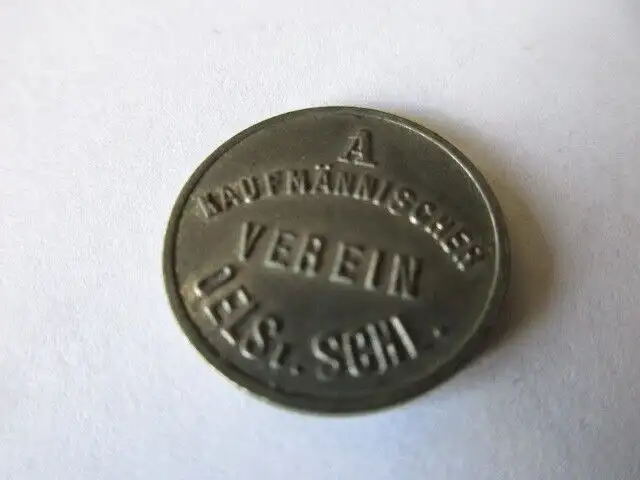 A
KAUFMÄNNISCHER
VEREIN
OELS i. SCHL.